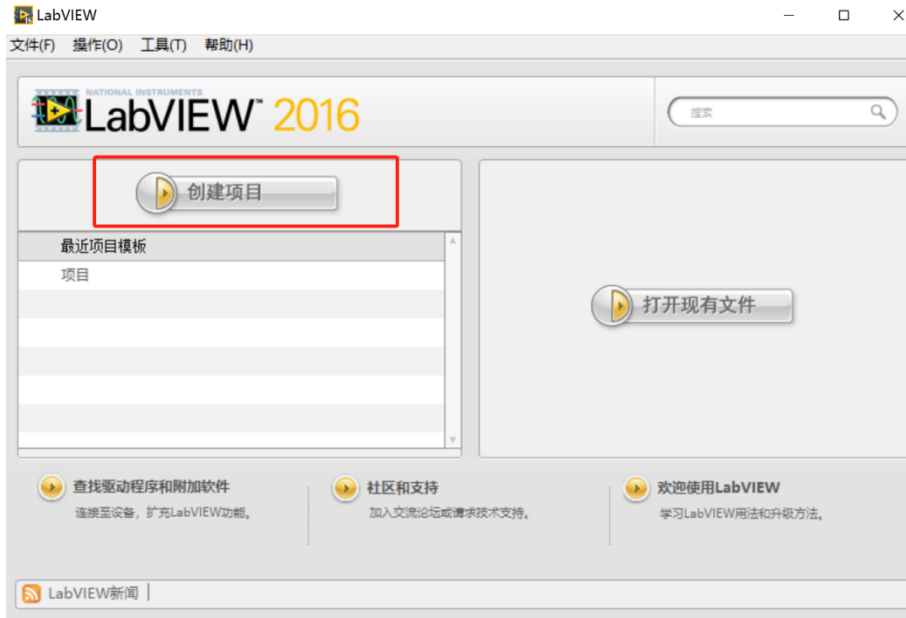 LabVIEW
文件(F) 操作(O) 工具(T) 帮助(H)
NATIONAL INSTRUMENTS
LabVIEW™ 2016
搜索
创建项目
最近项目模板
项目
打开现有文件
查找驱动程序和附加软件
连接至设备，扩充LabVIEW功能。
社区和支持
加入交流论坛或请求技术支持。
欢迎使用LabVIEW
学习LabVIEW用法和升级方法。
LabVIEW新闻